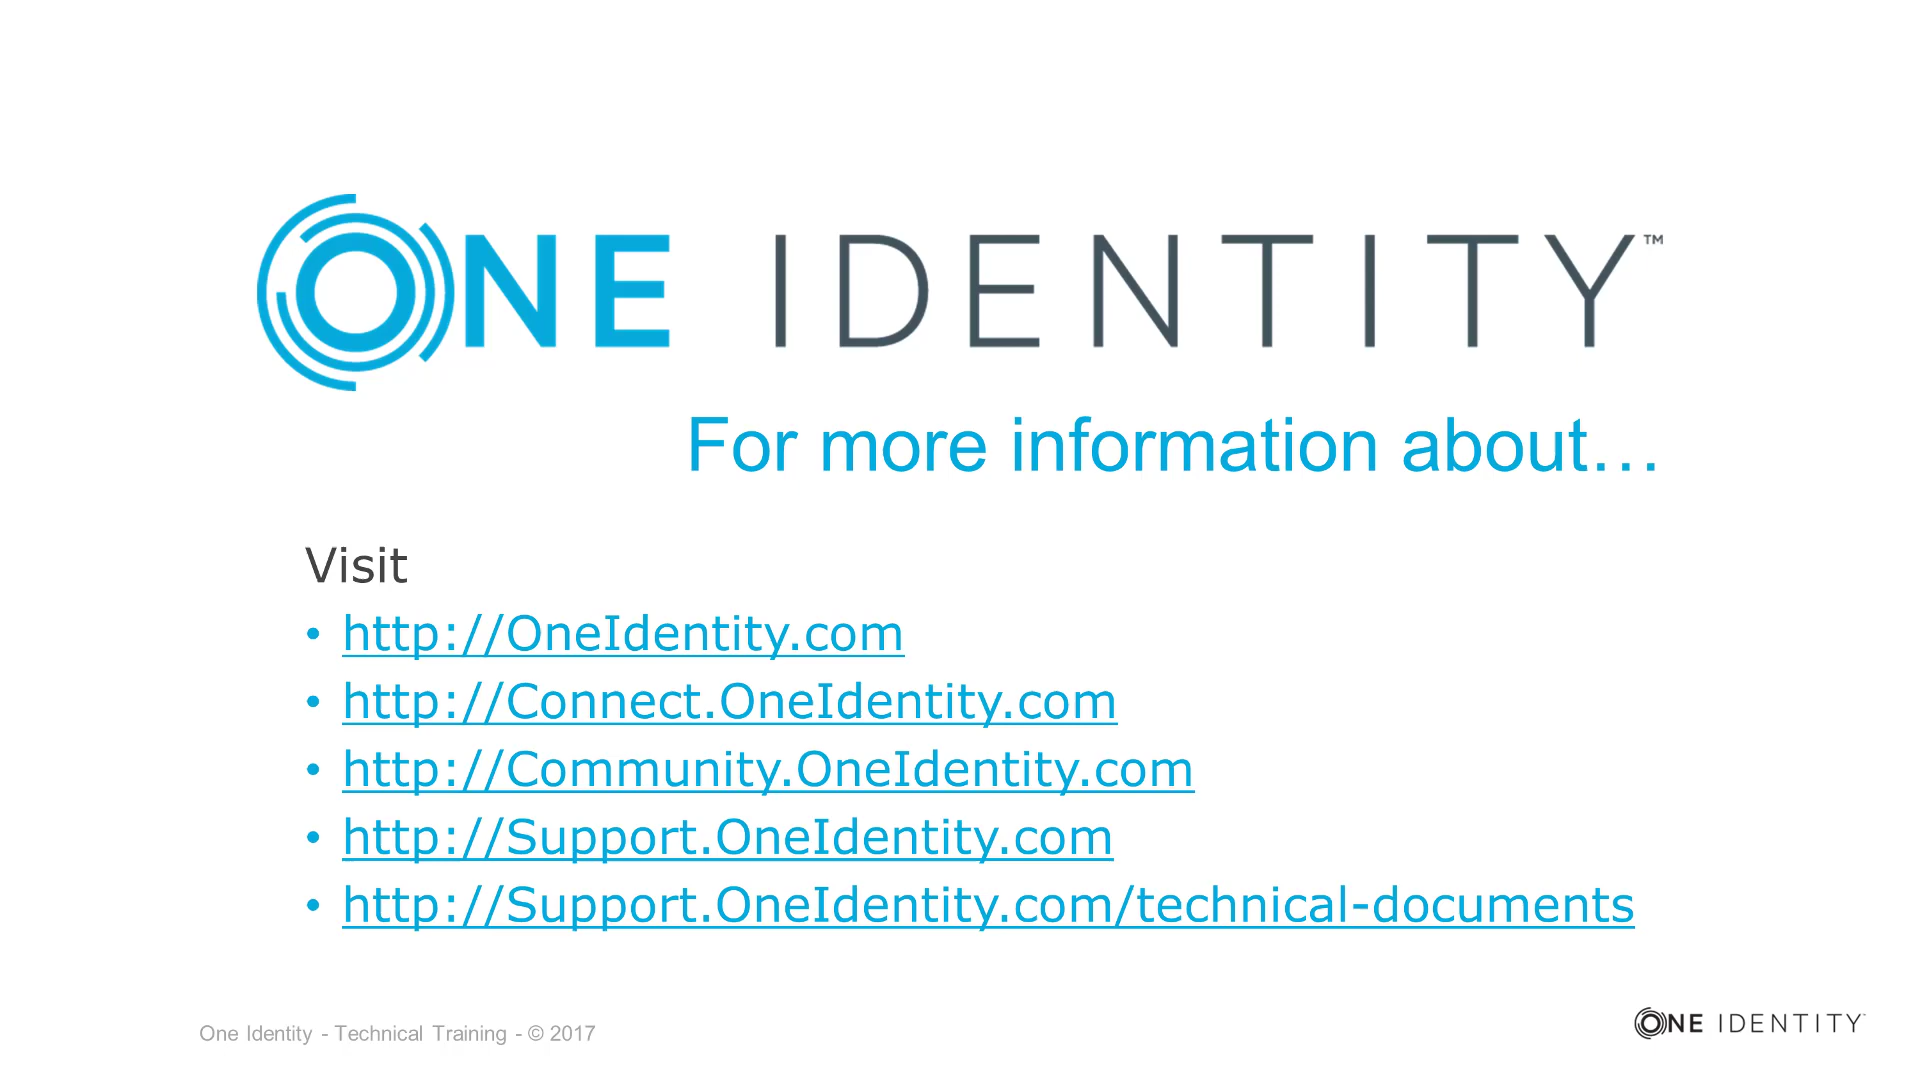 ONE IDENTITY™
For more information about…
Visit
• http://OneIdentity.com
• http://Connect.OneIdentity.com
• http://Community.OneIdentity.com
• http://Support.OneIdentity.com
• http://Support.OneIdentity.com/technical-documents
One Identity - Technical Training - © 2017
ONE IDENTITY